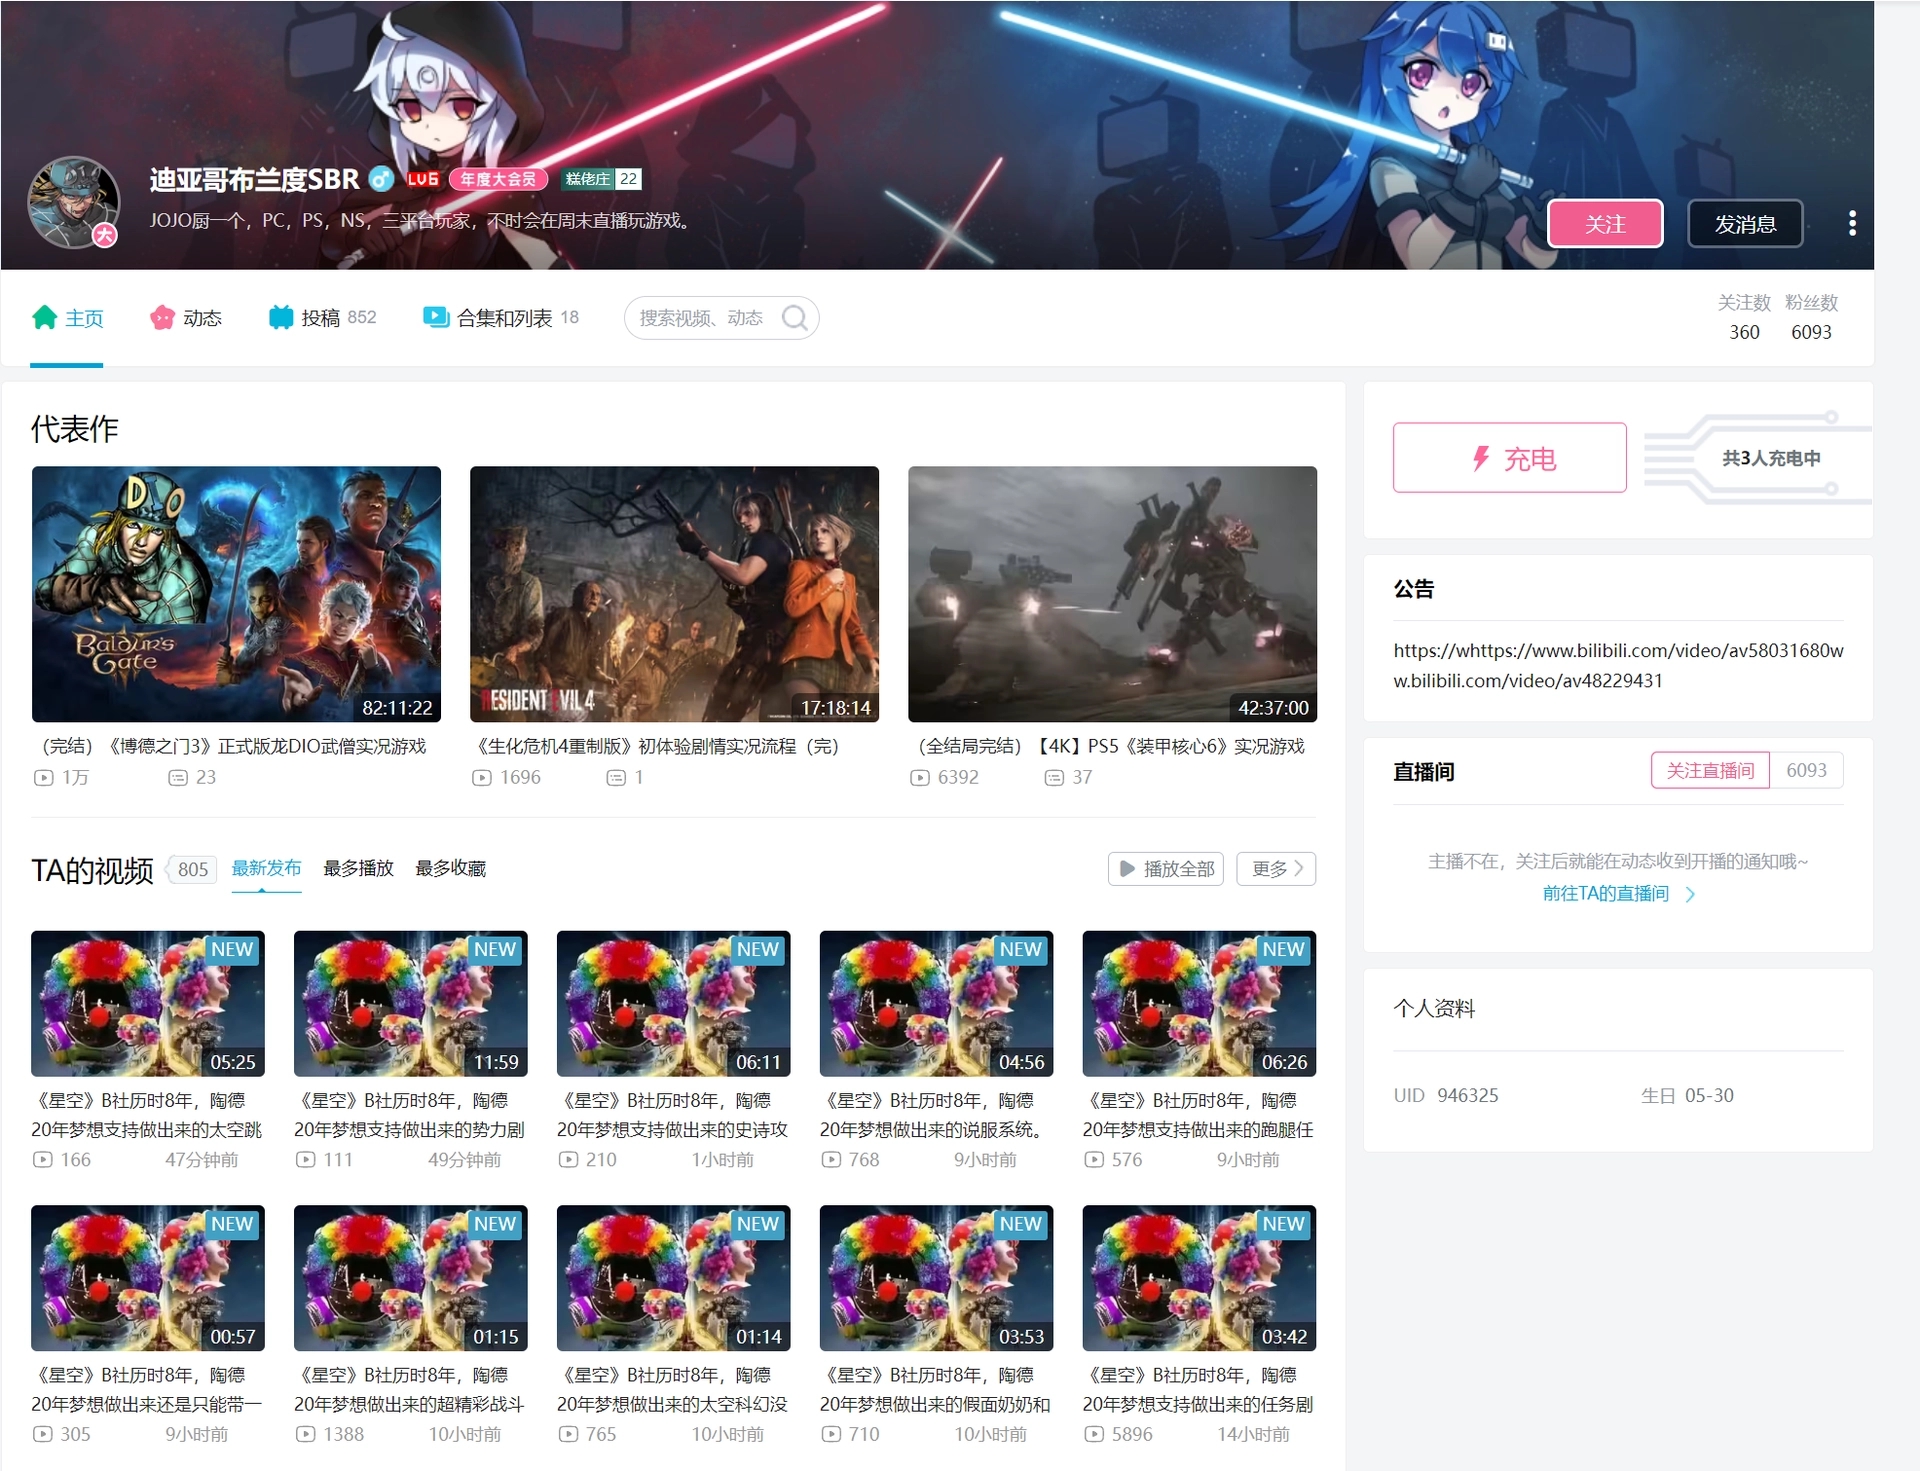 迪亚哥布兰度SBR LV6 年度大会员 糕佬庄 22
JOJO厨一个，PC，PS，NS，三平台玩家，不时会在周末直播玩游戏。
大
关注 发消息
主页 动态 投稿 852 合集和列表 18 搜索视频、动态
关注数 粉丝数
360 6093
代表作
DIO
BALDUR'S GATE
82:11:22
RESIDENT EVIL 4
17:18:14
42:37:00
（完结）《博德之门3》正式版龙DIO武僧实况游戏
1万 23
《生化危机4重制版》初体验剧情实况流程（完）
1696 1
（全结局完结）【4K】PS5《装甲核心6》实况游戏
6392 37
TA的视频 805 最新发布 最多播放 最多收藏 播放全部 更多
NEW
05:25
《星空》B社历时8年，陶德
20年梦想支持做出来的太空跳
166 47分钟前
NEW
11:59
《星空》B社历时8年，陶德
20年梦想支持做出来的势力剧
111 49分钟前
NEW
06:11
《星空》B社历时8年，陶德
20年梦想支持做出来的史诗攻
210 1小时前
NEW
04:56
《星空》B社历时8年，陶德
20年梦想做出来的说服系统。
768 9小时前
NEW
06:26
《星空》B社历时8年，陶德
20年梦想支持做出来的跑腿任
576 9小时前
NEW
00:57
《星空》B社历时8年，陶德
20年梦想做出来还是只能带一
305 9小时前
NEW
01:15
《星空》B社历时8年，陶德
20年梦想做出来的超精彩战斗
1388 10小时前
NEW
01:14
《星空》B社历时8年，陶德
20年梦想做出来的太空科幻没
765 10小时前
NEW
03:53
《星空》B社历时8年，陶德
20年梦想做出来的假面奶奶和
710 10小时前
NEW
03:42
《星空》B社历时8年，陶德
20年梦想支持做出来的任务剧
5896 14小时前
充电
共3人充电中
公告
https://whttps://www.bilibili.com/video/av58031680w
w.bilibili.com/video/av48229431
直播间 关注直播间 6093
主播不在，关注后就能在动态收到开播的通知哦~
前往TA的直播间
个人资料
UID 946325 生日 05-30